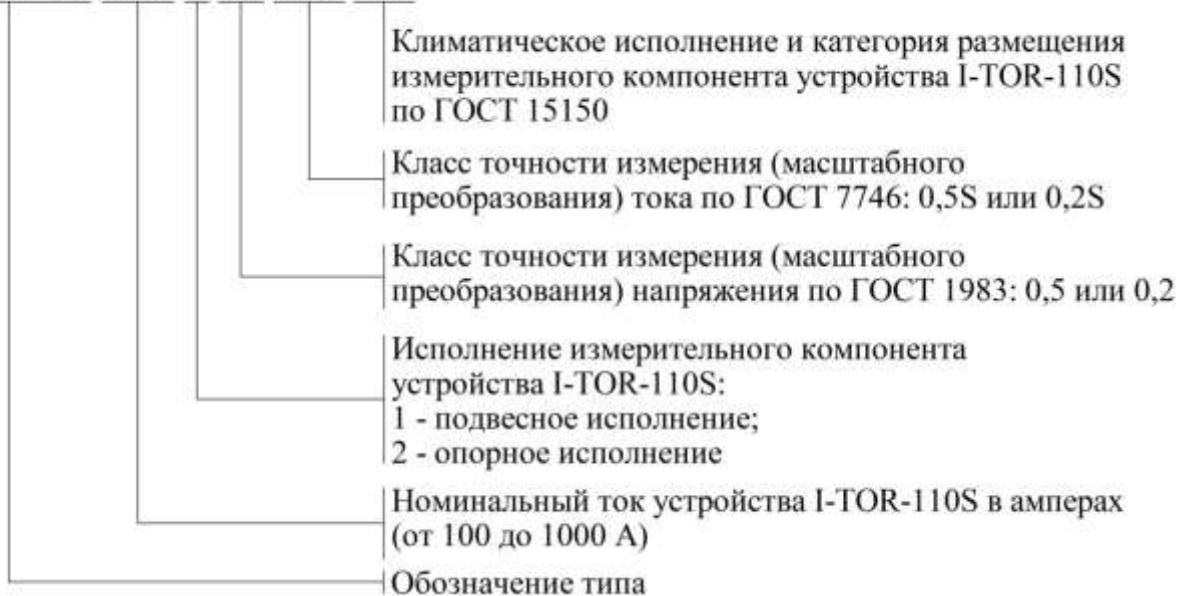 Климатическое исполнение и категория размещения
измерительного компонента устройства I-TOR-110S
по ГОСТ 15150
Класс точности измерения (масштабного
преобразования) тока по ГОСТ 7746: 0,5S или 0,2S
Класс точности измерения (масштабного
преобразования) напряжения по ГОСТ 1983: 0,5 или 0,2
Исполнение измерительного компонента
устройства I-TOR-110S:
1 - подвесное исполнение;
2 - опорное исполнение
Номинальный ток устройства I-TOR-110S в амперах
(от 100 до 1000 А)
Обозначение типа